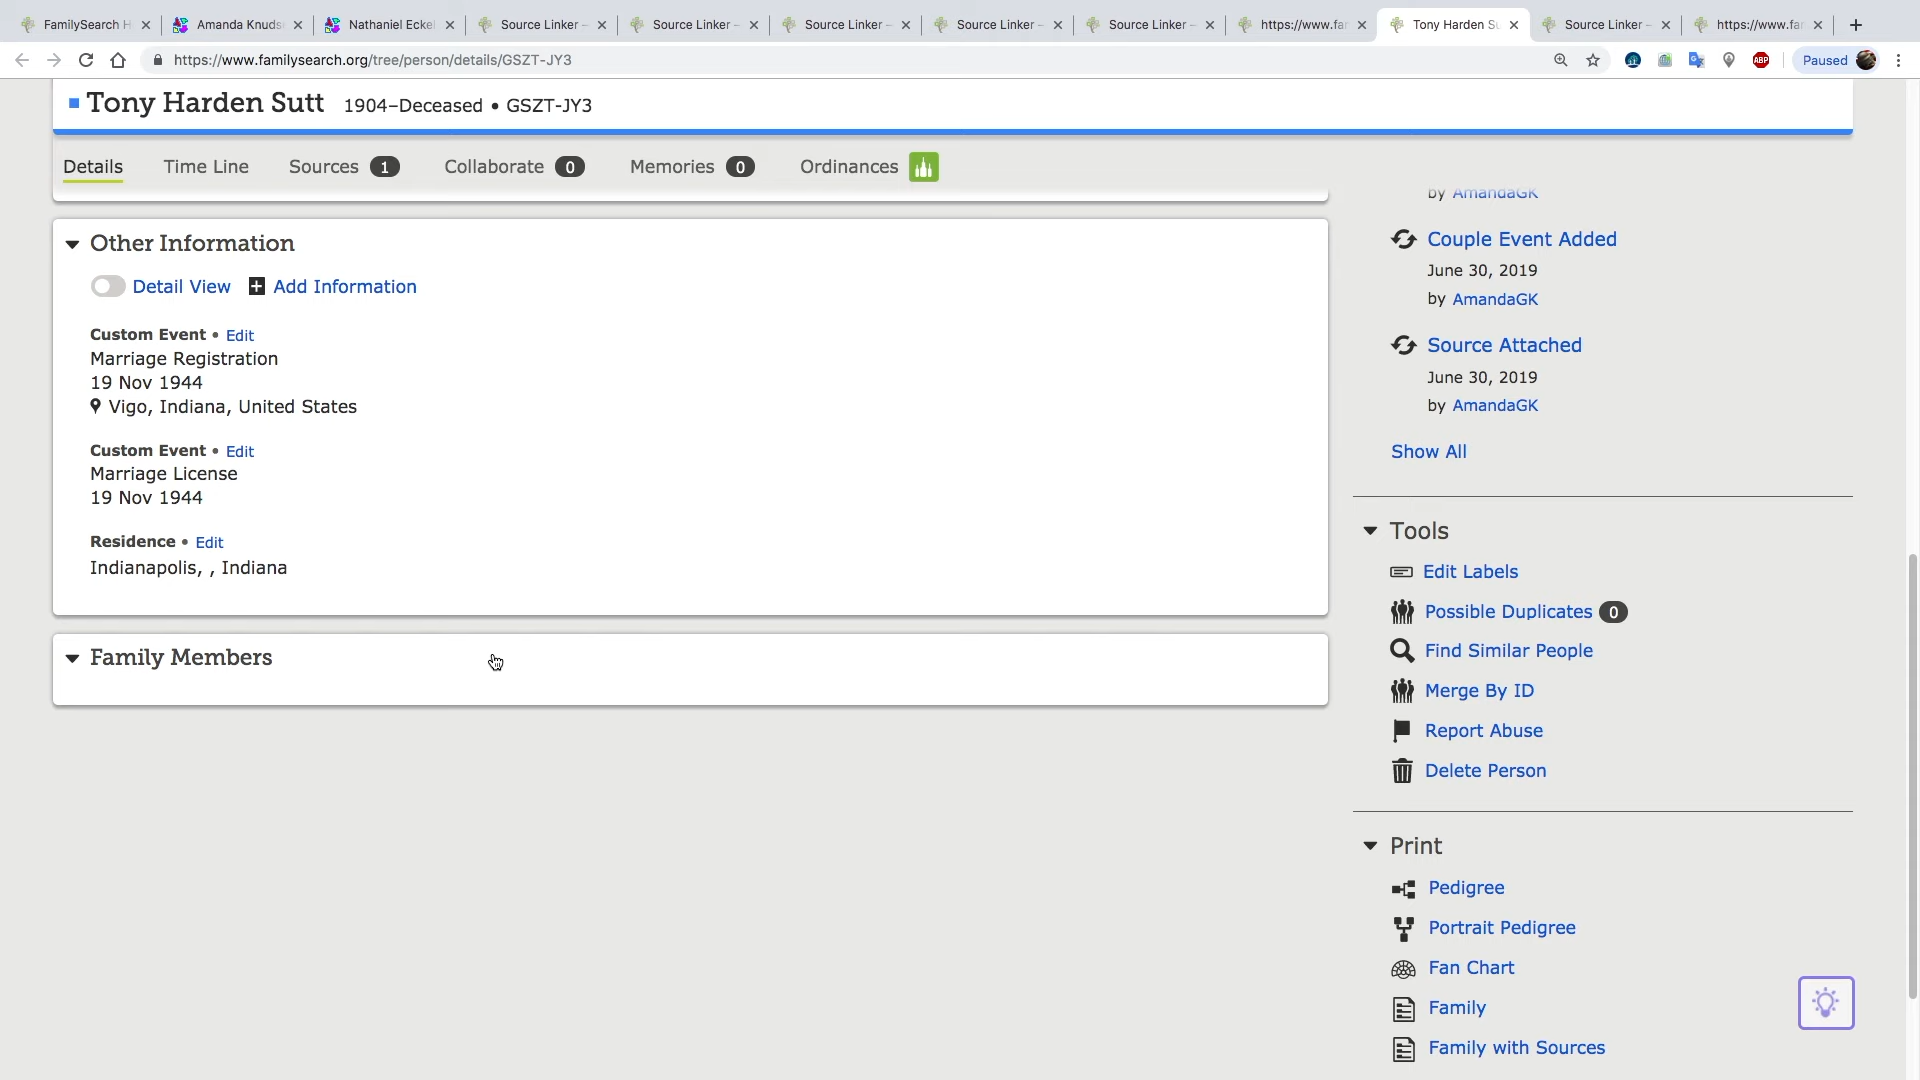 FamilySearch H
Amanda Knuds
Nathaniel Eckel
Source Linker –
Source Linker –
Source Linker –
Source Linker –
Source Linker –
https://www.fa
Tony Harden Su
Source Linker –
https://www.fa
https://www.familysearch.org/tree/person/details/GSZT-JY3
ABP
Paused
Tony Harden Sutt 1904–Deceased • GSZT-JY3
Details Time Line Sources 1 Collaborate 0 Memories 0 Ordinances
by AmandaGK
Other Information
Detail View Add Information
Custom Event • Edit
Marriage Registration
19 Nov 1944
Vigo, Indiana, United States
Custom Event • Edit
Marriage License
19 Nov 1944
Residence • Edit
Indianapolis, , Indiana
Family Members
Couple Event Added
June 30, 2019
by AmandaGK
Source Attached
June 30, 2019
by AmandaGK
Show All
Tools
Edit Labels
Possible Duplicates 0
Find Similar People
Merge By ID
Report Abuse
Delete Person
Print
Pedigree
Portrait Pedigree
Fan Chart
Family
Family with Sources